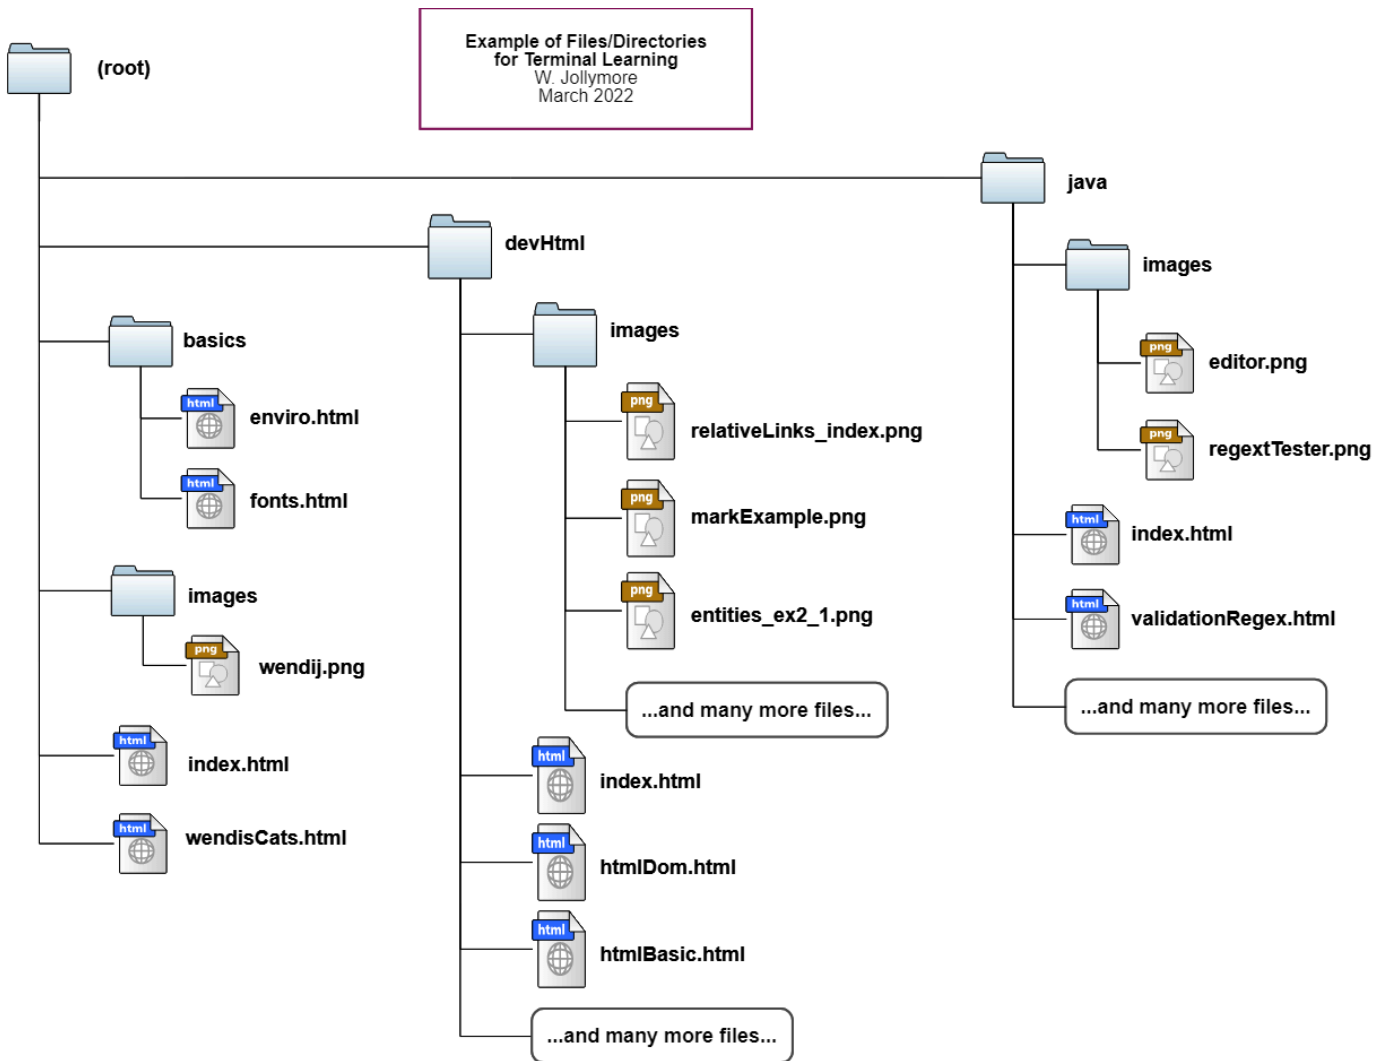 Example of Files/Directories
for Terminal Learning
W. Jollymore
March 2022
(root)
java
images
png
editor.png
png
regextTester.png
html
index.html
html
validationRegex.html
...and many more files...
devHtml
images
png
relativeLinks_index.png
png
markExample.png
png
entities_ex2_1.png
...and many more files...
html
index.html
html
htmlDom.html
html
htmlBasic.html
...and many more files...
basics
html
enviro.html
html
fonts.html
images
png
wendij.png
html
index.html
html
wendisCats.html